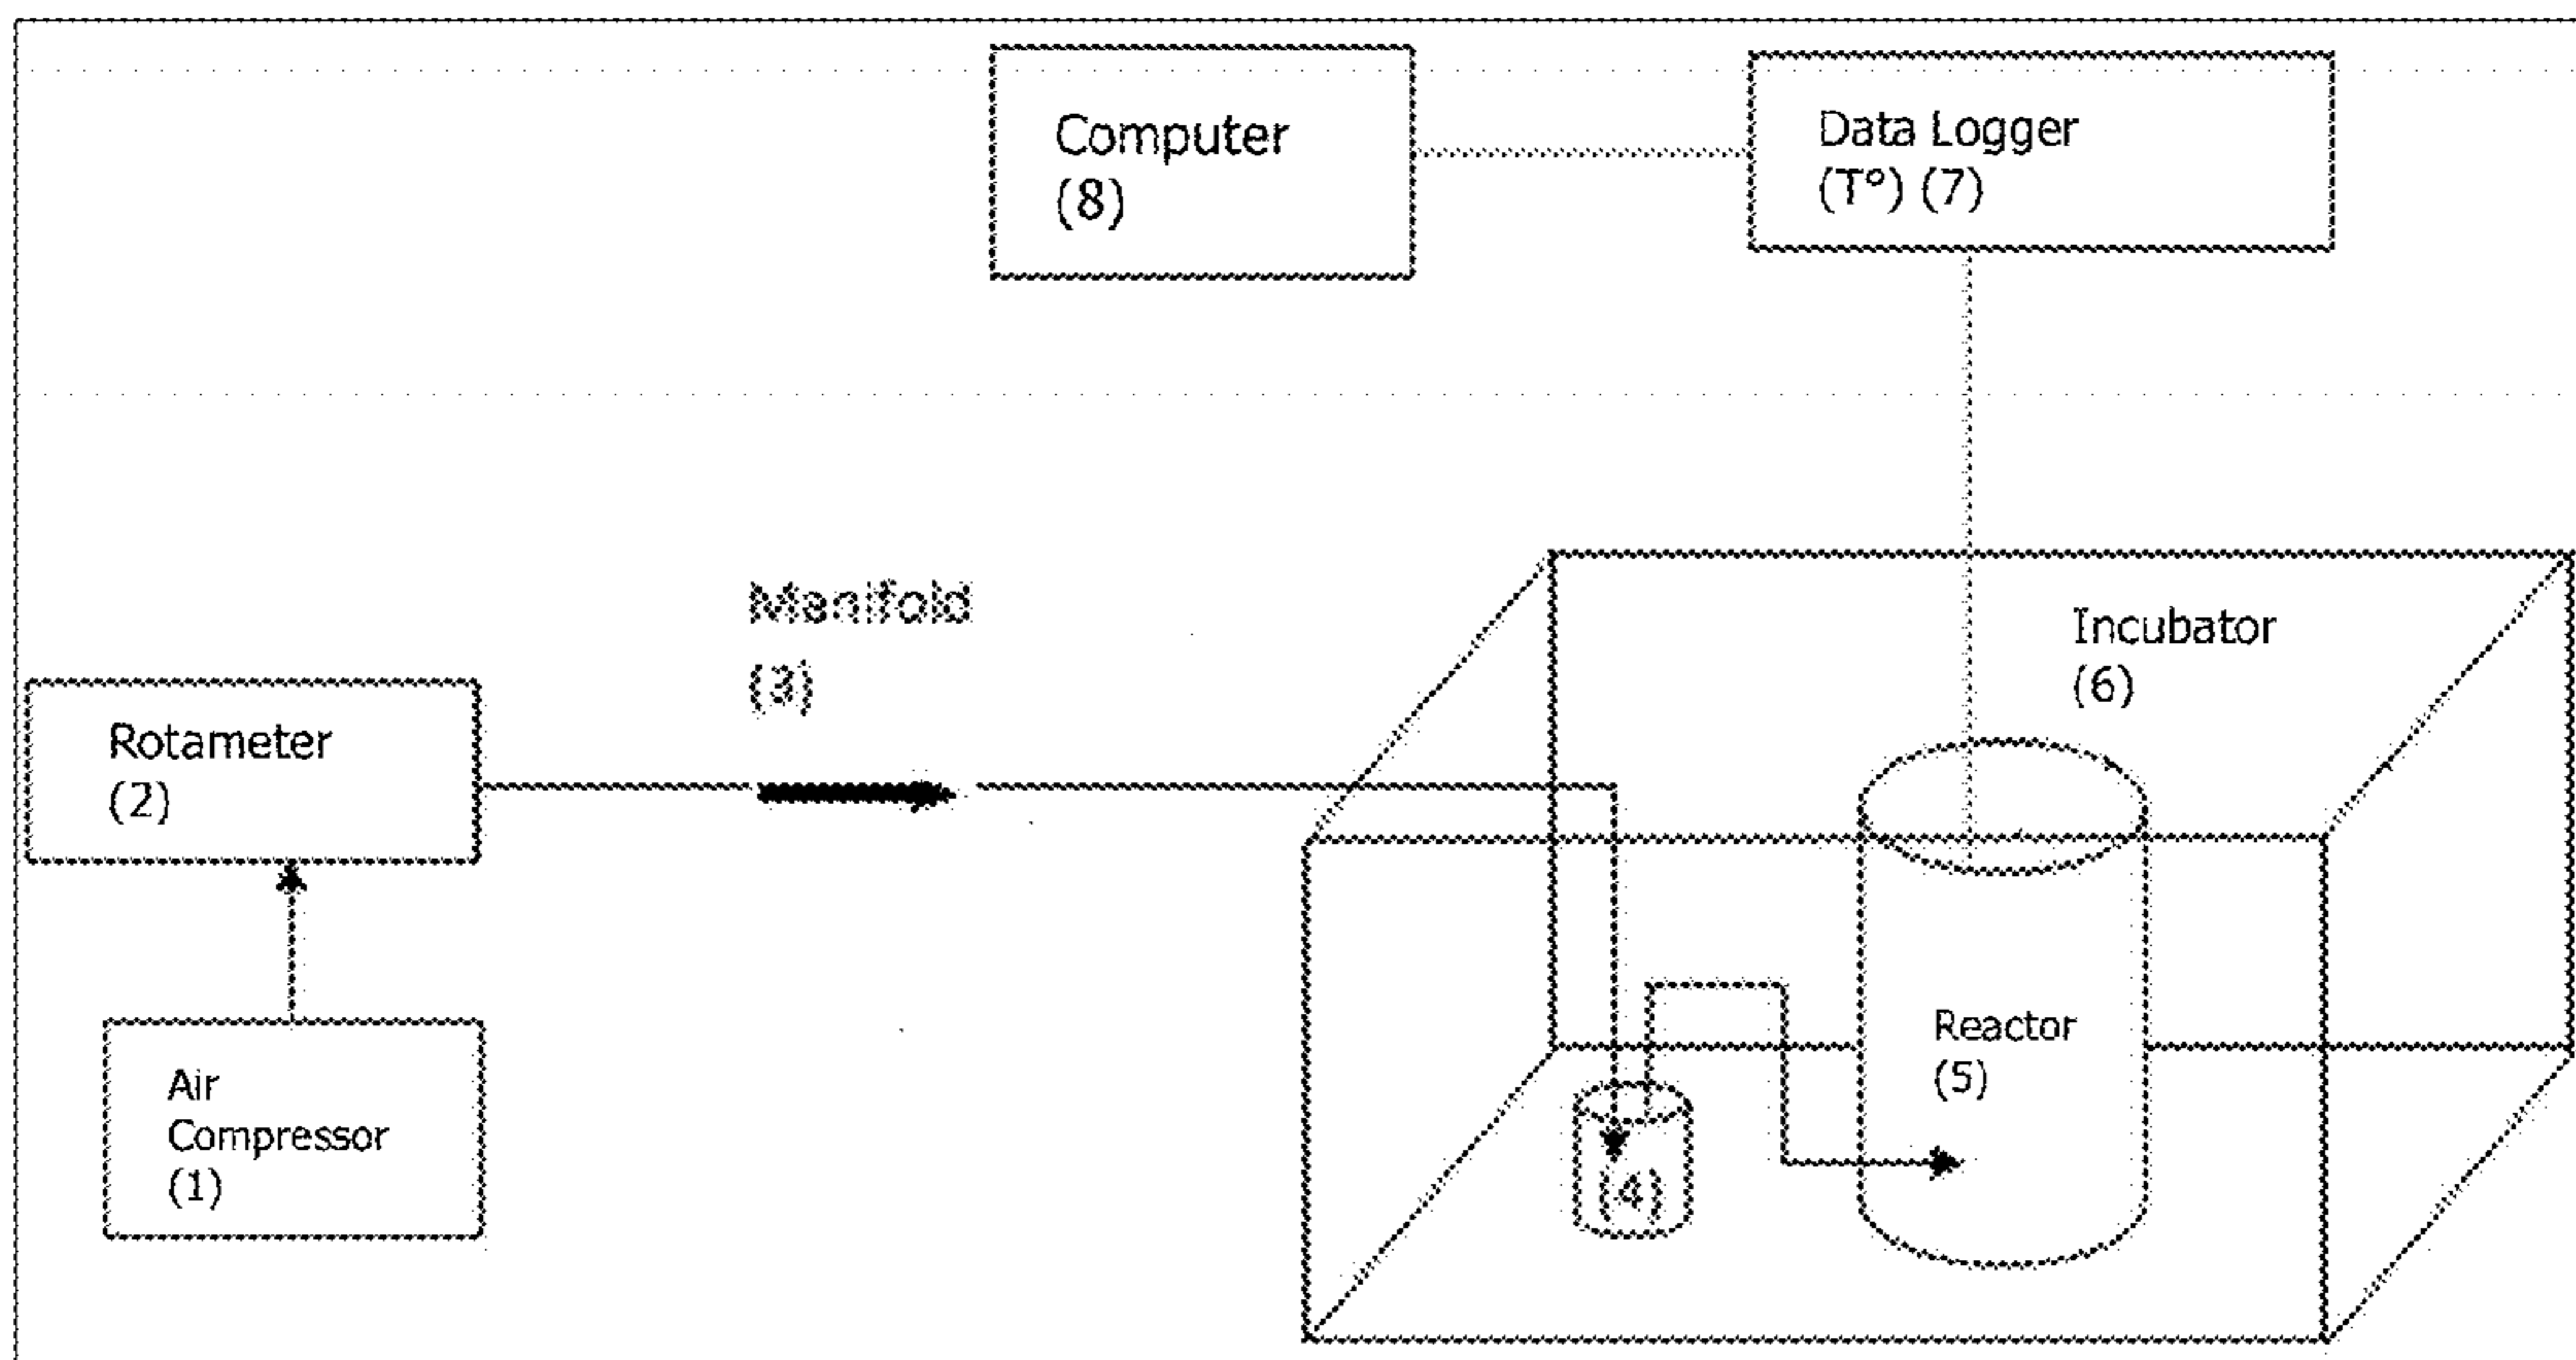 Computer
(8)
Data Logger
(T°) (7)
Manifold
(3)
Incubator
(6)
Rotameter
(2)
Reactor
(5)
Air
Compressor
(1)
(4)